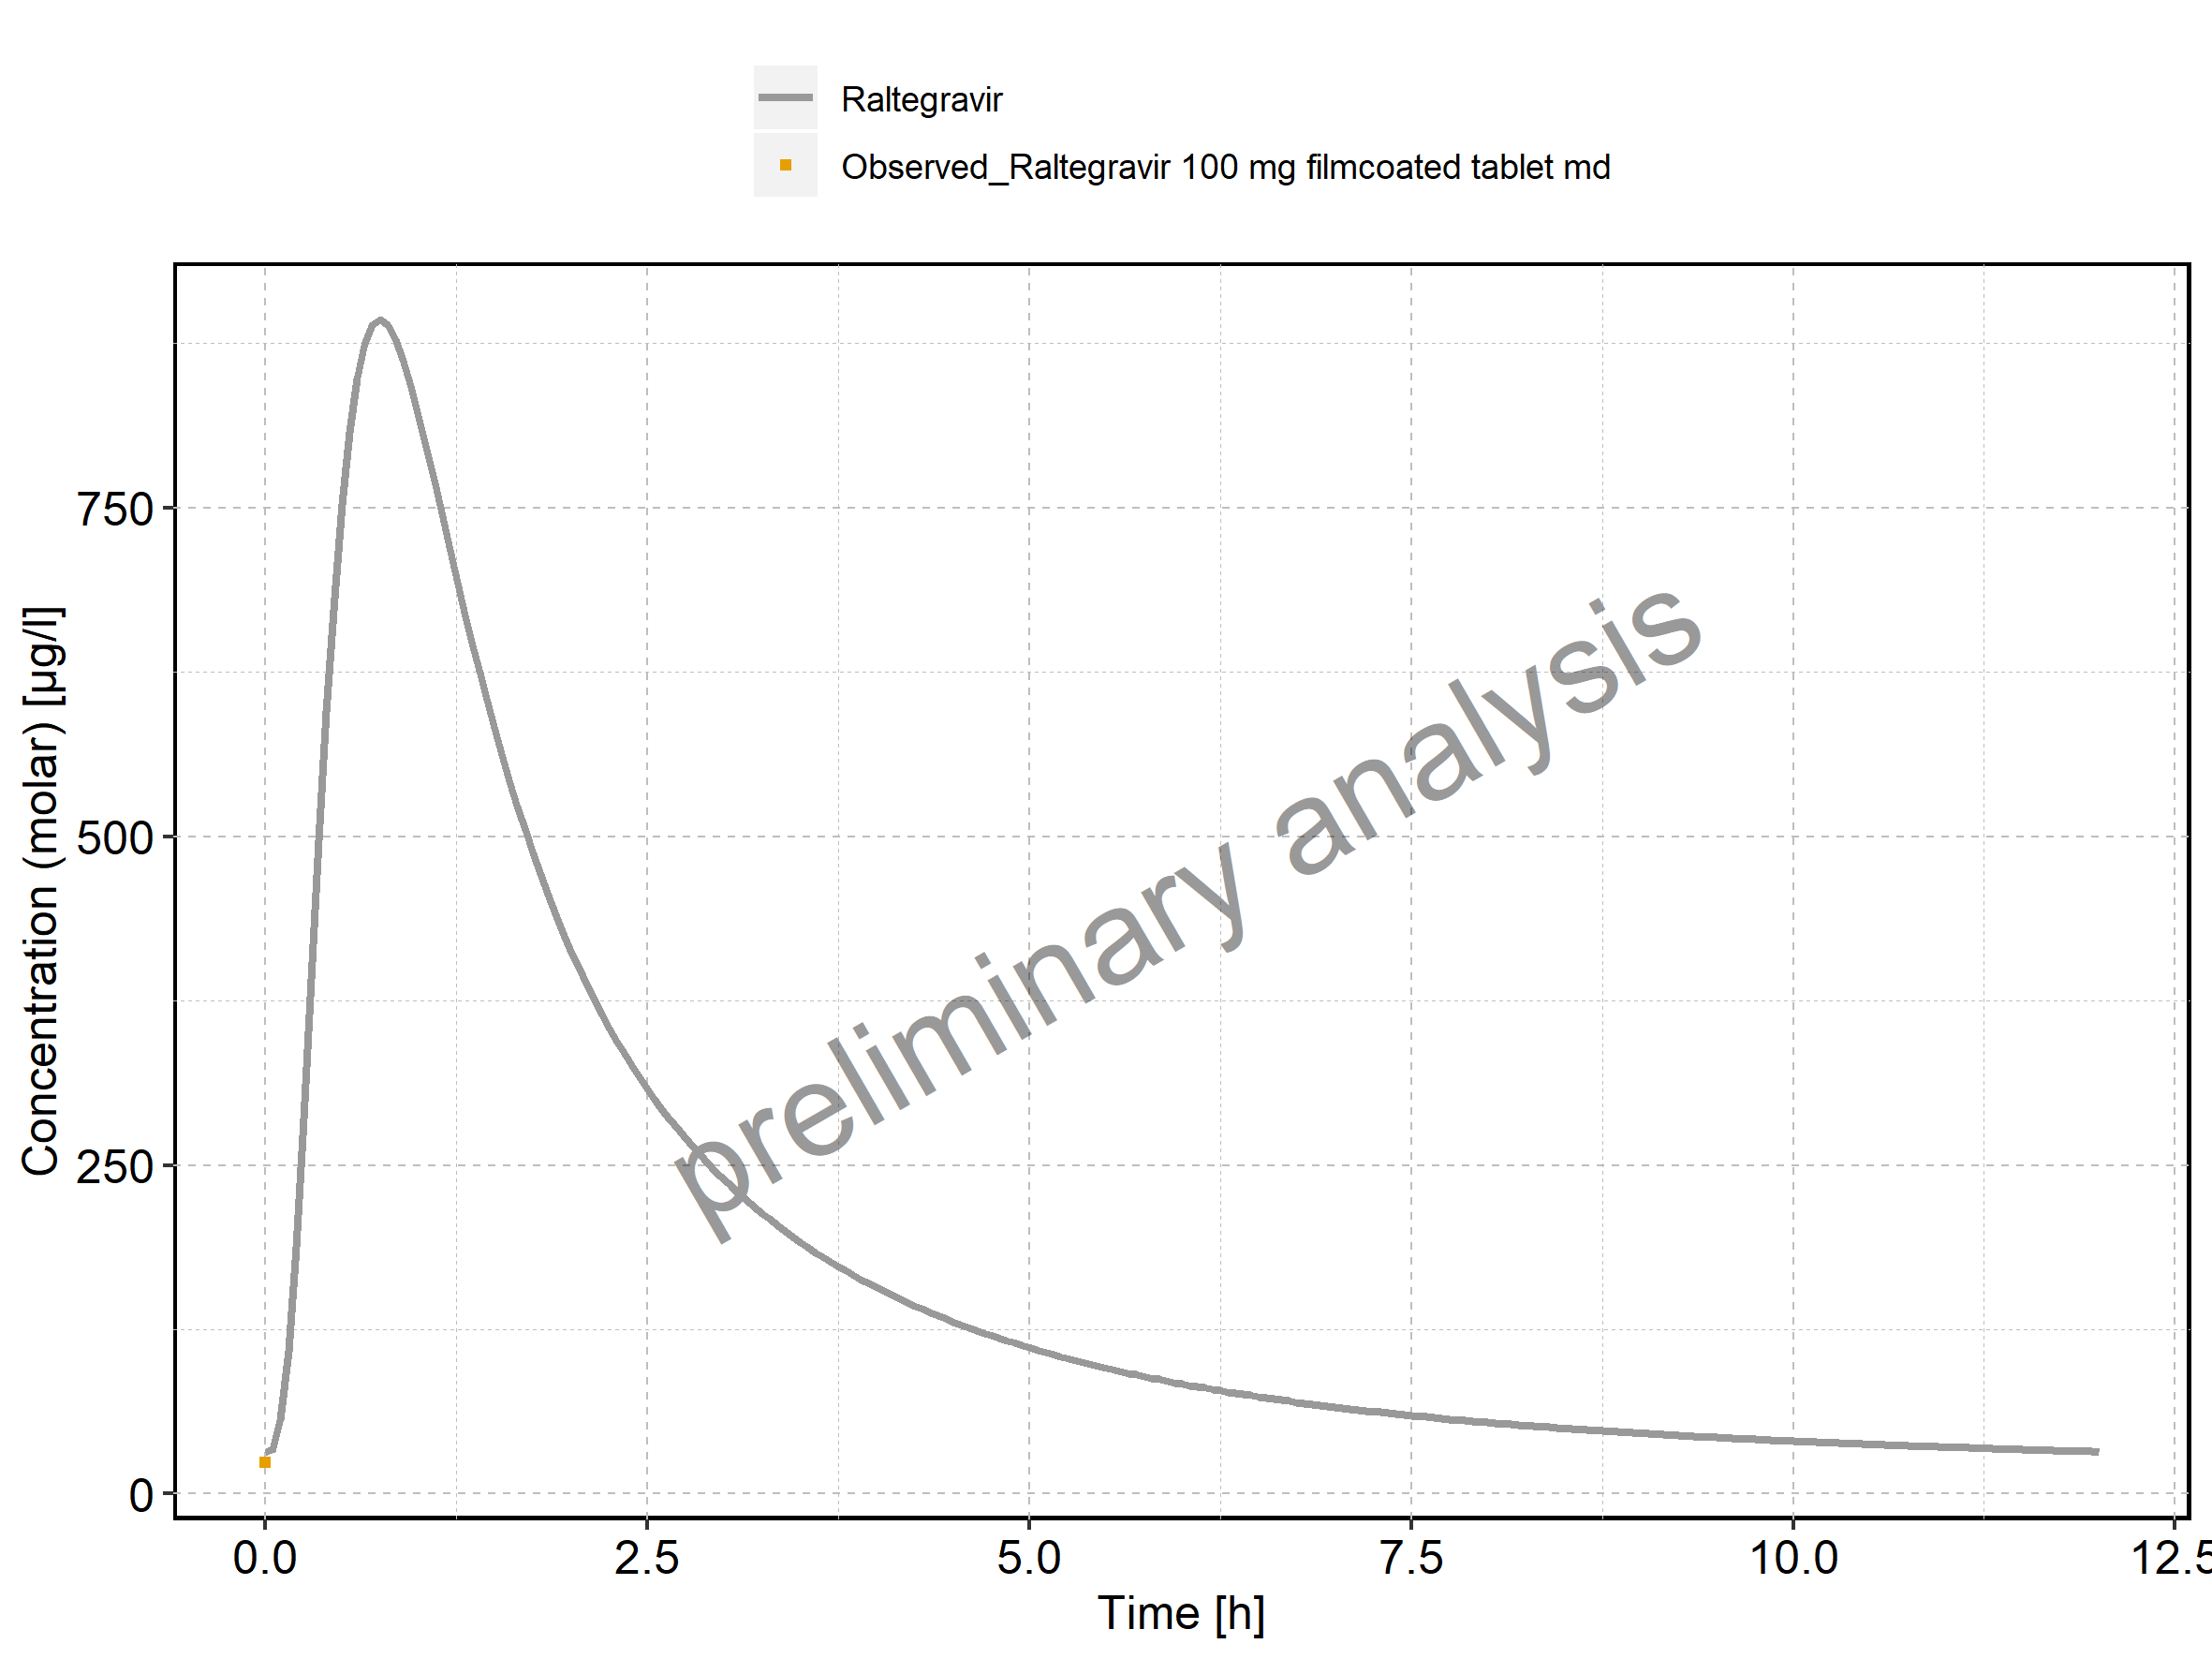 Raltegravir
Observed_Raltegravir 100 mg filmcoated tablet md
Concentration (molar) [µg/l]
750
500
250
0
preliminary analysis
0.0 2.5 5.0 7.5 10.0 12.5
Time [h]